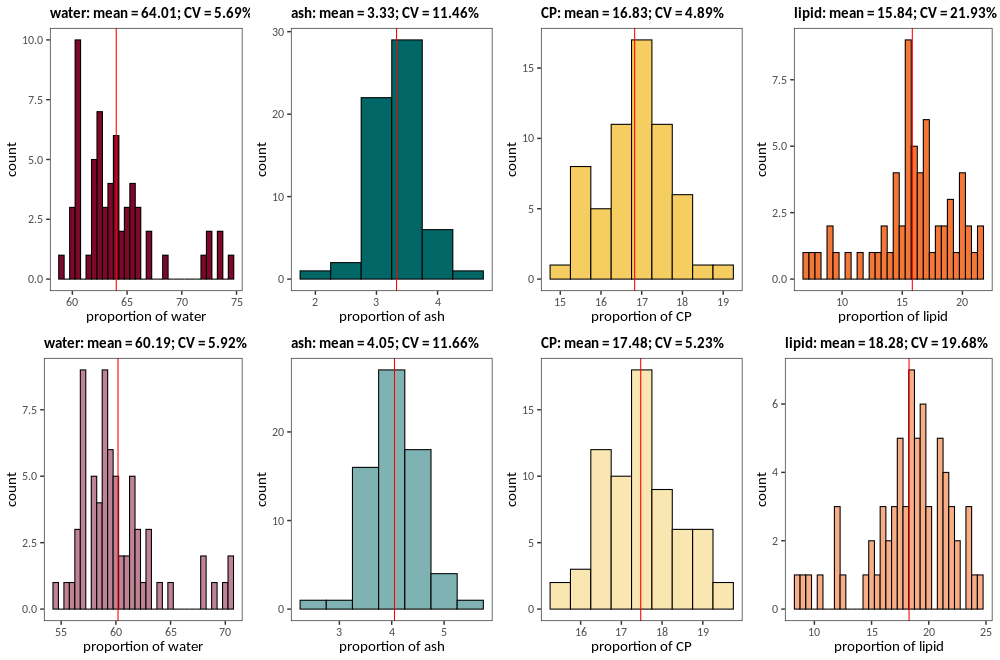 water: mean = 64.01; CV = 5.69%
ash: mean = 3.33; CV = 11.46%
CP: mean = 16.83; CV = 4.89%
lipid: mean = 15.84; CV = 21.93%
count
10.0
7.5
5.0
2.5
0.0
60
65
70
75
proportion of water
count
30
20
10
0
2
3
4
proportion of ash
count
15
10
5
0
15
16
17
18
19
proportion of CP
count
7.5
5.0
2.5
0.0
10
15
20
proportion of lipid
water: mean = 60.19; CV = 5.92%
ash: mean = 4.05; CV = 11.66%
CP: mean = 17.48; CV = 5.23%
lipid: mean = 18.28; CV = 19.68%
count
7.5
5.0
2.5
0.0
55
60
65
70
proportion of water
count
20
10
0
3
4
5
proportion of ash
count
15
10
5
0
16
17
18
19
proportion of CP
count
6
4
2
0
10
15
20
25
proportion of lipid